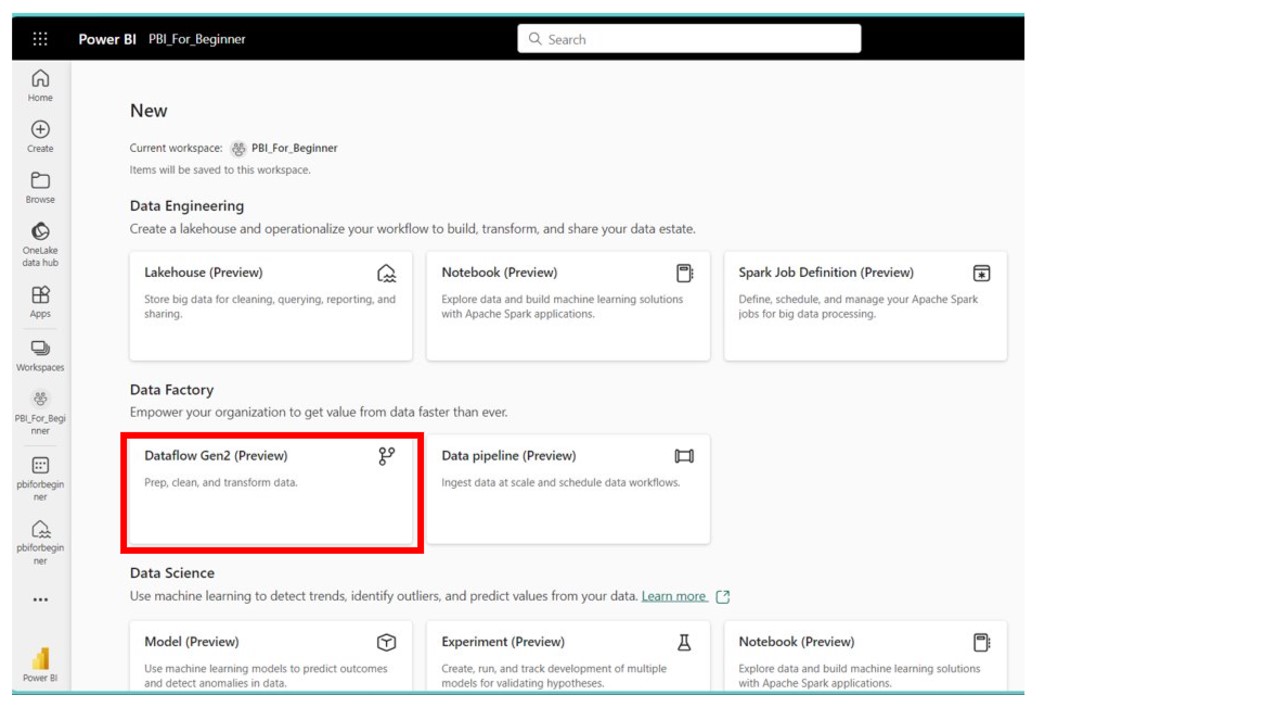 Power BI PBI_For_Beginner
Search
Home
Create
Browse
OneLake
data hub
Apps
Workspaces
PBI_For_Begi
nner
pbiforbegin
ner
pbiforbegin
ner
Power BI
New
Current workspace: PBI_For_Beginner
Items will be saved to this workspace.
Data Engineering
Create a lakehouse and operationalize your workflow to build, transform, and share your data estate.
Lakehouse (Preview)
Store big data for cleaning, querying, reporting, and
sharing.
Notebook (Preview)
Explore data and build machine learning solutions
with Apache Spark applications.
Spark Job Definition (Preview)
Define, schedule, and manage your Apache Spark
jobs for big data processing.
Data Factory
Empower your organization to get value from data faster than ever.
Dataflow Gen2 (Preview)
Prep, clean, and transform data.
Data pipeline (Preview)
Ingest data at scale and schedule data workflows.
Data Science
Use machine learning to detect trends, identify outliers, and predict values from your data. Learn more
Model (Preview)
Use machine learning models to predict outcomes
and detect anomalies in data.
Experiment (Preview)
Create, run, and track development of multiple
models for validating hypotheses.
Notebook (Preview)
Explore data and build machine learning solutions
with Apache Spark applications.